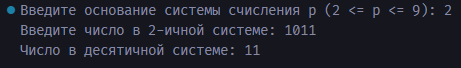 Введите основание системы счисления p (2 <= p <= 9): 2
Введите число в 2-ичной системе: 1011
Число в десятичной системе: 11